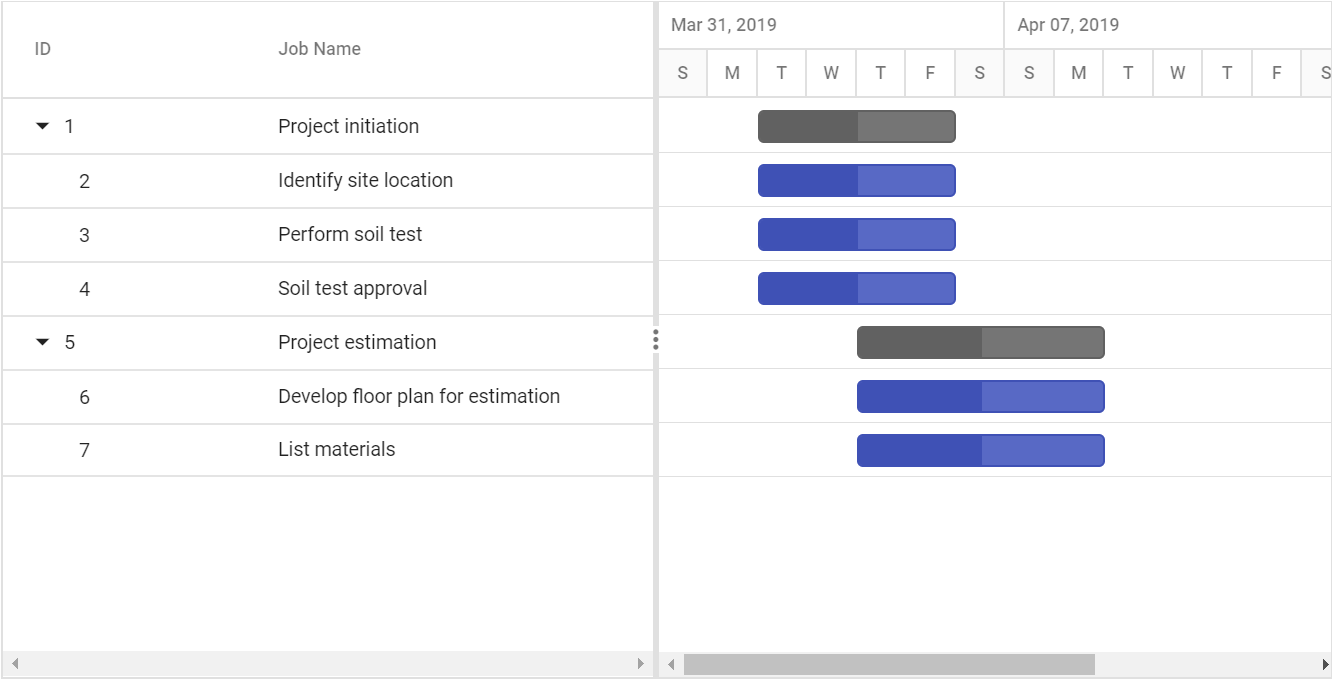 ID Job Name Mar 31, 2019 Apr 07, 2019
S M T W T F S S M T W T F S
1 Project initiation
2 Identify site location
3 Perform soil test
4 Soil test approval
5 Project estimation
6 Develop floor plan for estimation
7 List materials